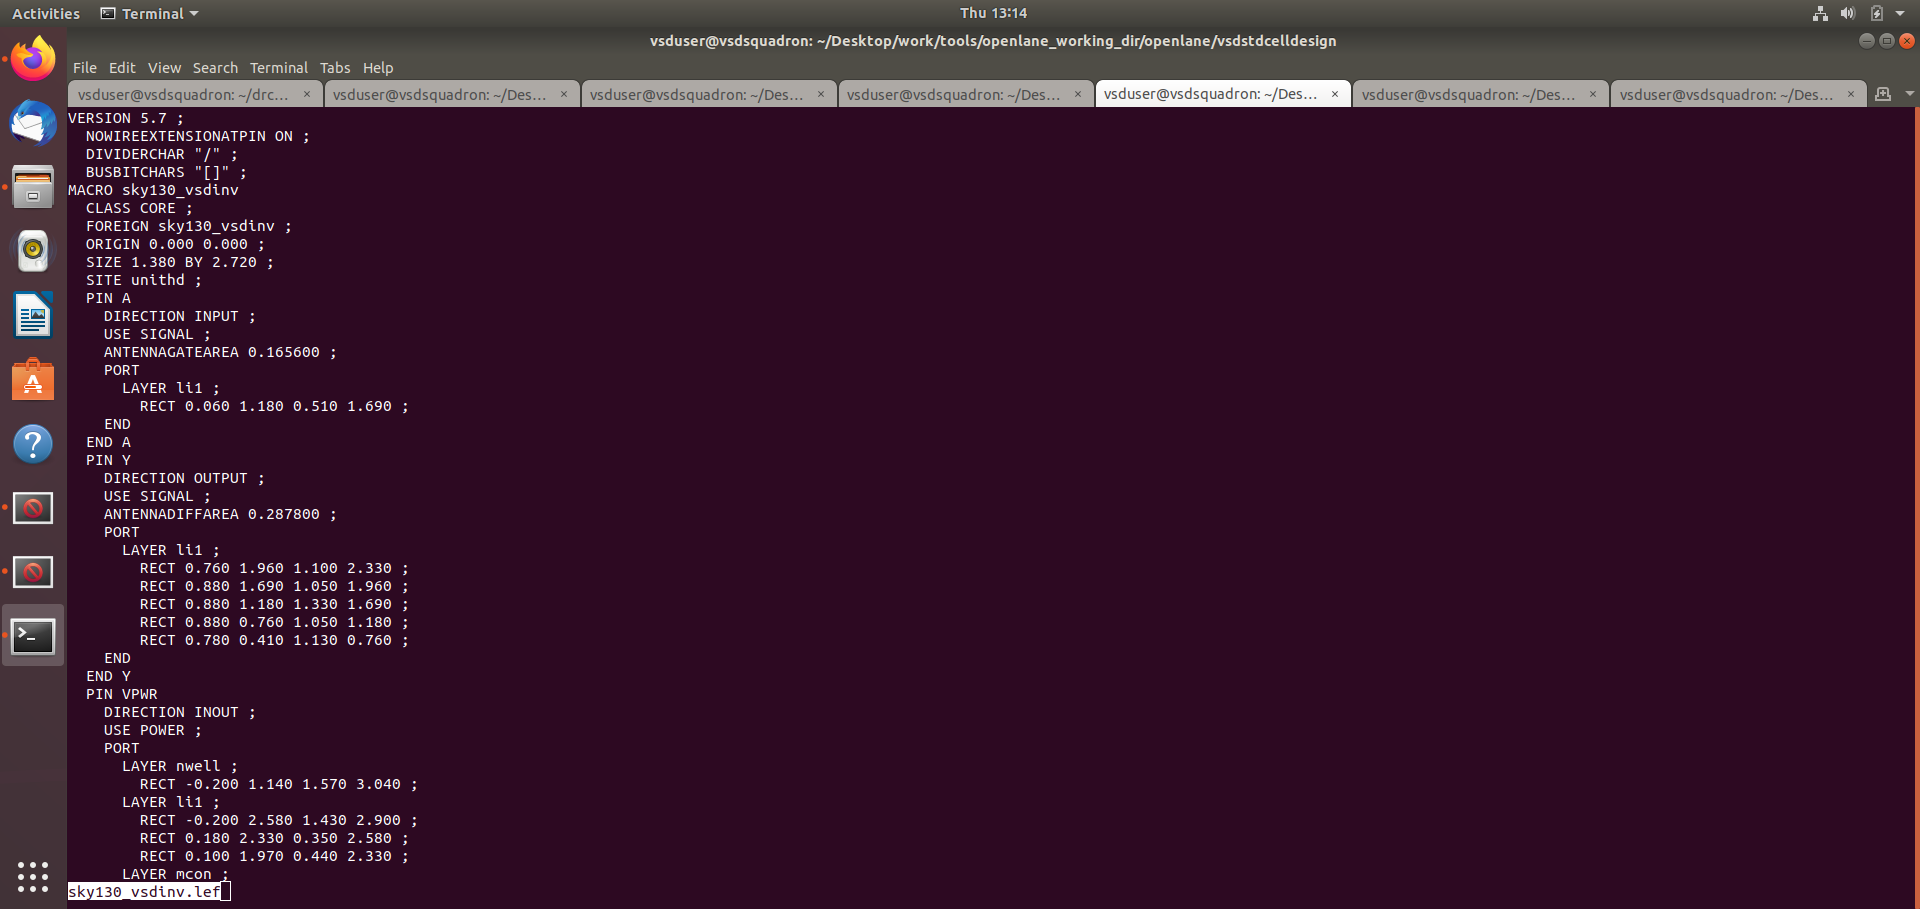 Activities Terminal Thu 13:14
vsduser@vsdsquadron: ~/Desktop/work/tools/openlane_working_dir/openlane/vsdstdcelldesign
File Edit View Search Terminal Tabs Help
vsduser@vsdsquadron: ~/drc... × vsduser@vsdsquadron: ~/Des... × vsduser@vsdsquadron: ~/Des... × vsduser@vsdsquadron: ~/Des... × vsduser@vsdsquadron: ~/Des... × vsduser@vsdsquadron: ~/Des... × vsduser@vsdsquadron: ~/Des... ×
VERSION 5.7 ;
  NOWIREEXTENSIONATPIN ON ;
  DIVIDERCHAR "/" ;
  BUSBITCHARS "[]" ;
MACRO sky130_vsdinv
  CLASS CORE ;
  FOREIGN sky130_vsdinv ;
  ORIGIN 0.000 0.000 ;
  SIZE 1.380 BY 2.720 ;
  SITE unithd ;
  PIN A
    DIRECTION INPUT ;
    USE SIGNAL ;
    ANTENNAGATEAREA 0.165600 ;
    PORT
      LAYER li1 ;
        RECT 0.060 1.180 0.510 1.690 ;
    END
  END A
  PIN Y
    DIRECTION OUTPUT ;
    USE SIGNAL ;
    ANTENNADIFFAREA 0.287800 ;
    PORT
      LAYER li1 ;
        RECT 0.760 1.960 1.100 2.330 ;
        RECT 0.880 1.690 1.050 1.960 ;
        RECT 0.880 1.180 1.330 1.690 ;
        RECT 0.880 0.760 1.050 1.180 ;
        RECT 0.780 0.410 1.130 0.760 ;
    END
  END Y
  PIN VPWR
    DIRECTION INOUT ;
    USE POWER ;
    PORT
      LAYER nwell ;
        RECT -0.200 1.140 1.570 3.040 ;
      LAYER li1 ;
        RECT -0.200 2.580 1.430 2.900 ;
        RECT 0.180 2.330 0.350 2.580 ;
        RECT 0.100 1.970 0.440 2.330 ;
      LAYER mcon ;
sky130_vsdinv.lef